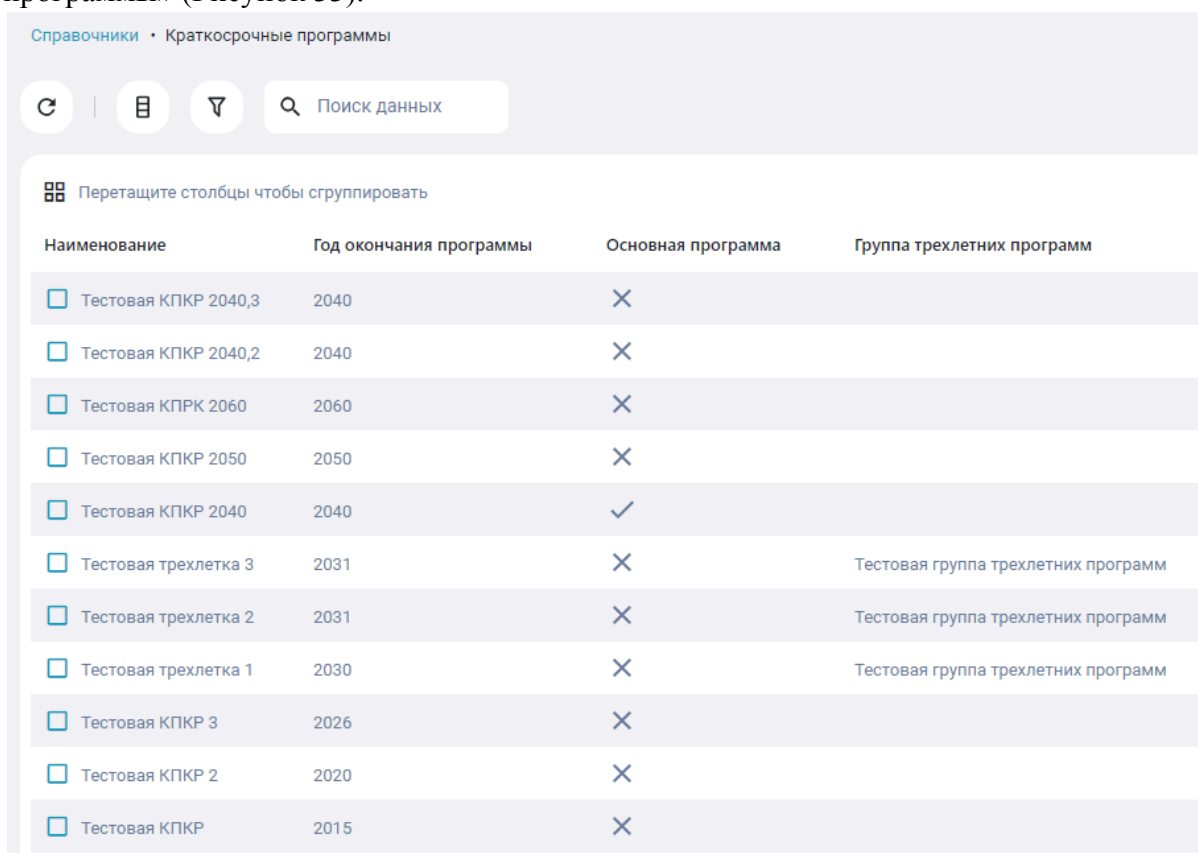 Справочники • Краткосрочные программы
Поиск данных
Перетащите столбцы чтобы сгруппировать
Наименование Год окончания программы Основная программа Группа трехлетних программ
Тестовая КПКР 2040,3 2040
Тестовая КПКР 2040,2 2040
Тестовая КПРК 2060 2060
Тестовая КПКР 2050 2050
Тестовая КПКР 2040 2040
Тестовая трехлетка 3 2031 Тестовая группа трехлетних программ
Тестовая трехлетка 2 2031 Тестовая группа трехлетних программ
Тестовая трехлетка 1 2030 Тестовая группа трехлетних программ
Тестовая КПКР 3 2026
Тестовая КПКР 2 2020
Тестовая КПКР 2015